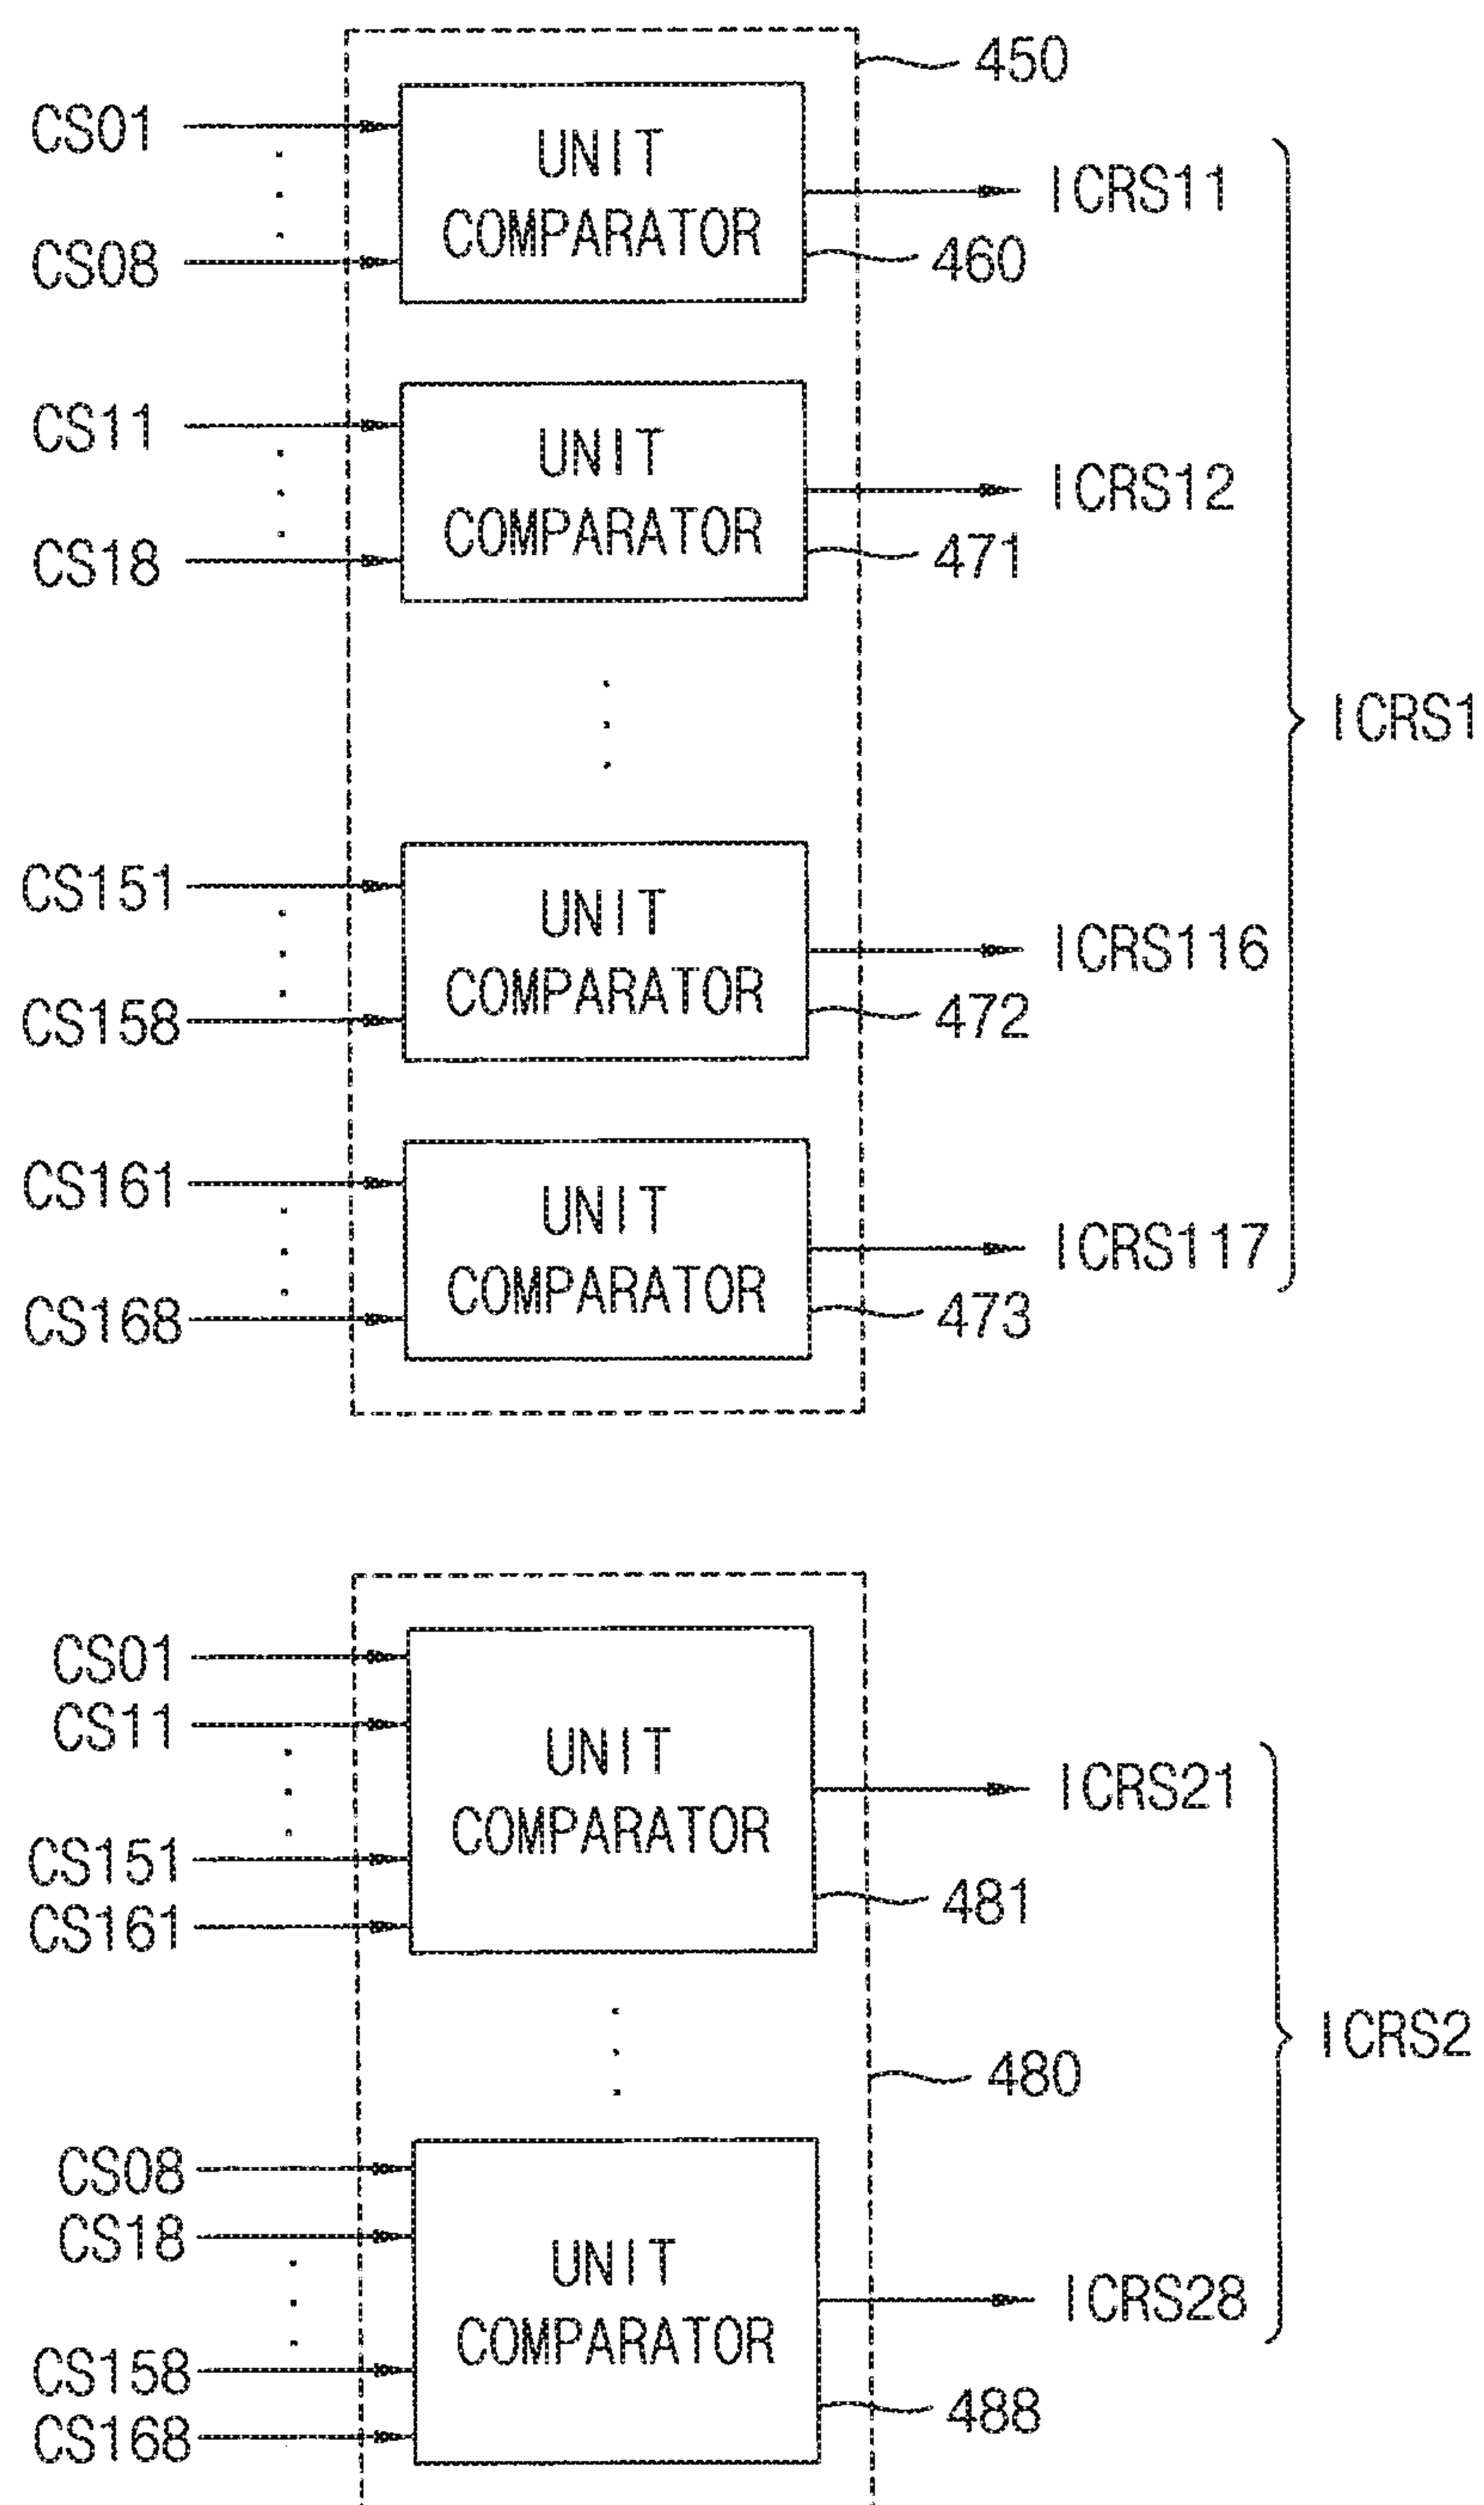 450
CS01
UNIT
COMPARATOR
ICRS11
CS08
460
CS11
UNIT
COMPARATOR
ICRS12
CS18
471
ICRS1
CS151
UNIT
COMPARATOR
ICRS116
CS158
472
CS161
UNIT
COMPARATOR
ICRS117
CS168
473
CS01
CS11
UNIT
COMPARATOR
ICRS21
CS151
CS161
481
ICRS2
480
CS08
CS18
UNIT
COMPARATOR
ICRS28
CS158
CS168
488